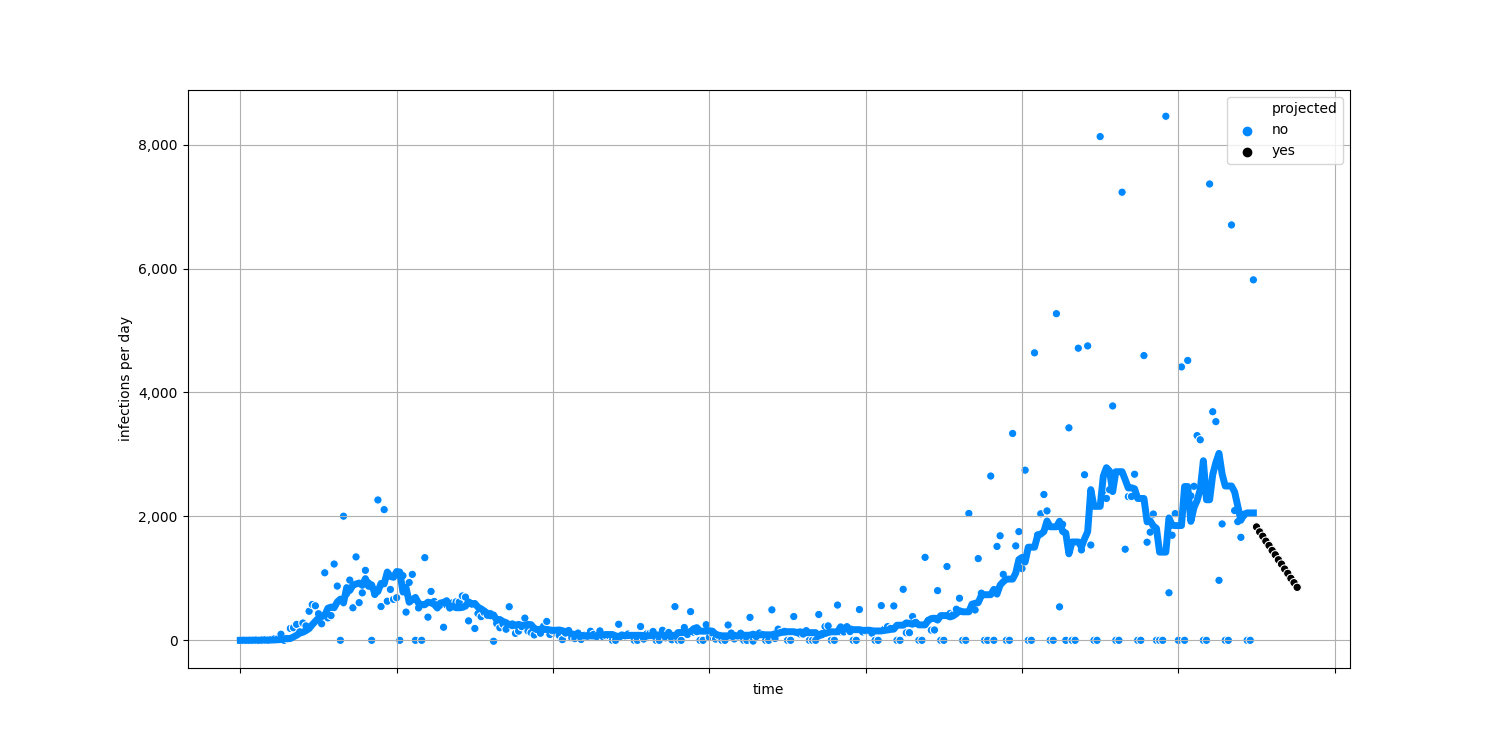 projected
no
yes
8,000
6,000
4,000
2,000
0
infections per day
time